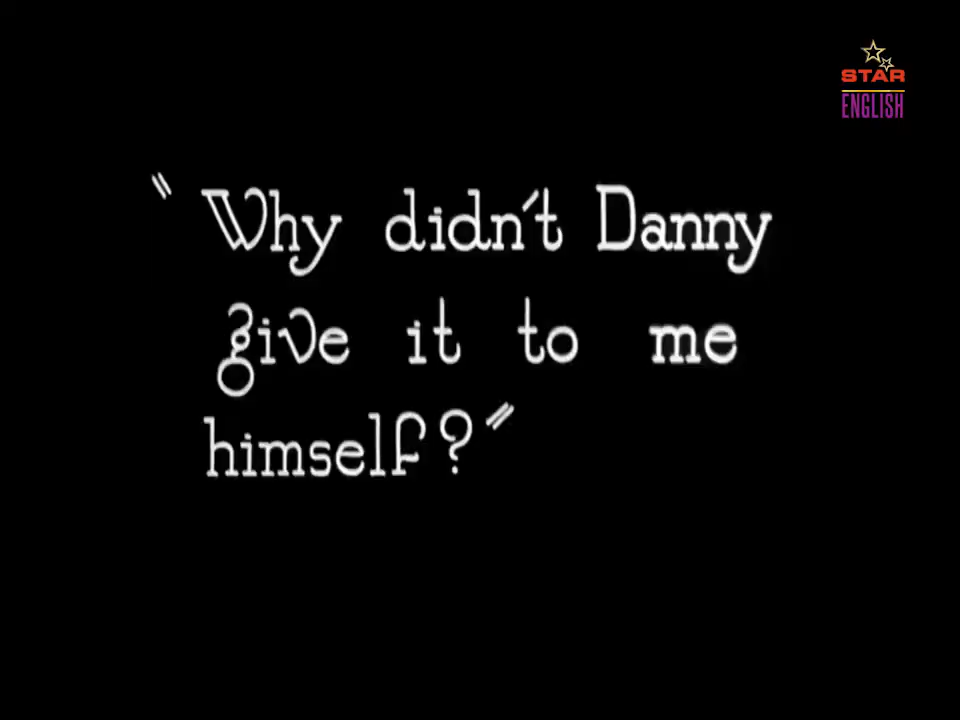 STAR
ENGLISH
"Why didn't Danny
give it to me
himself?"